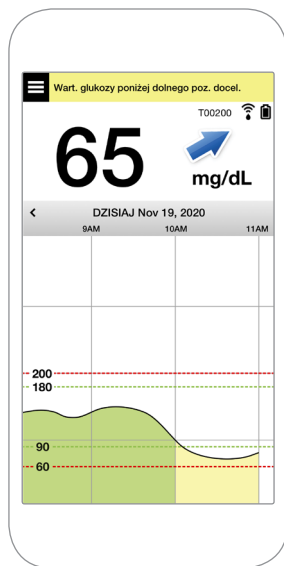 Wart. glukozy poniżej dolnego poz. docel.
T00200
65
mg/dL
< DZISIAJ Nov 19, 2020
9AM 10AM 11AM
200
180
90
60